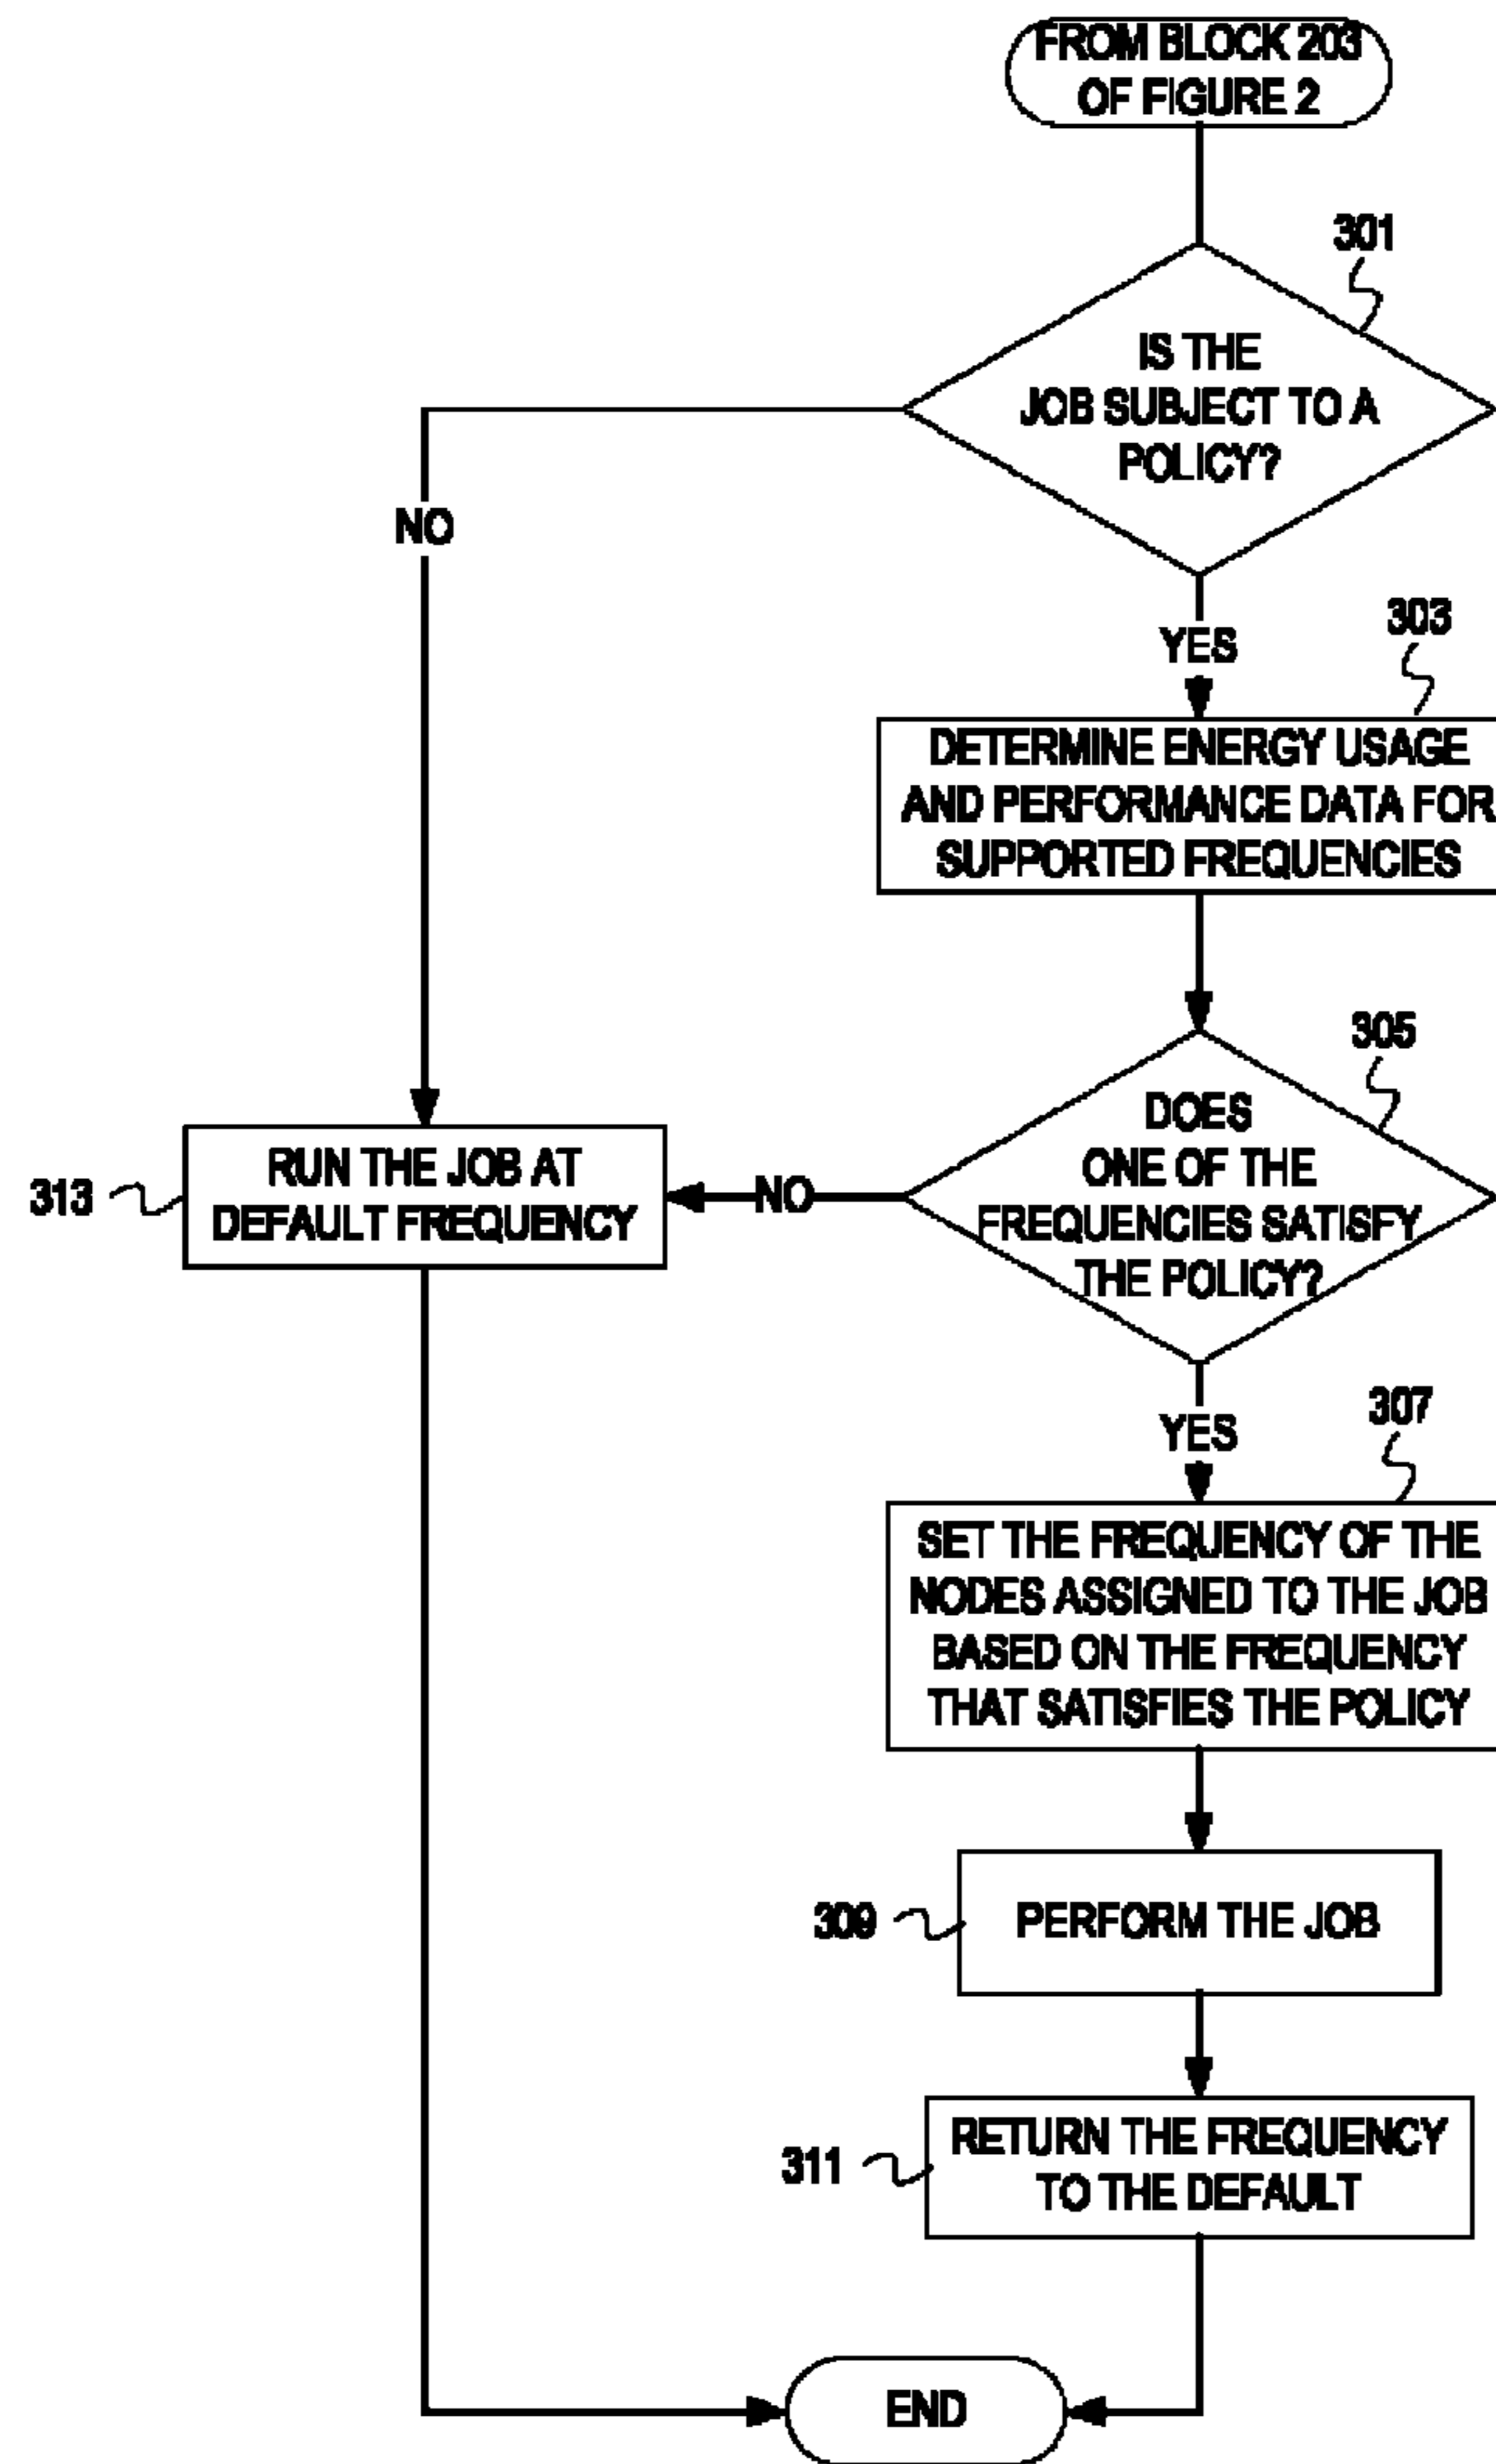 FROM BLOCK 203
OF FIGURE 2
301
IS THE
JOB SUBJECT TO A
POLICY?
NO
YES
303
DETERMINE ENERGY USAGE
AND PERFORMANCE DATA FOR
SUPPORTED FREQUENCIES
305
DOES
ONE OF THE
FREQUENCIES SATISFY
THE POLICY?
NO
313
RUN THE JOB AT
DEFAULT FREQUENCY
YES
307
SET THE FREQUENCY OF THE
NODES ASSIGNED TO THE JOB
BASED ON THE FREQUENCY
THAT SATISFIES THE POLICY
309
PERFORM THE JOB
311
RETURN THE FREQUENCY
TO THE DEFAULT
END